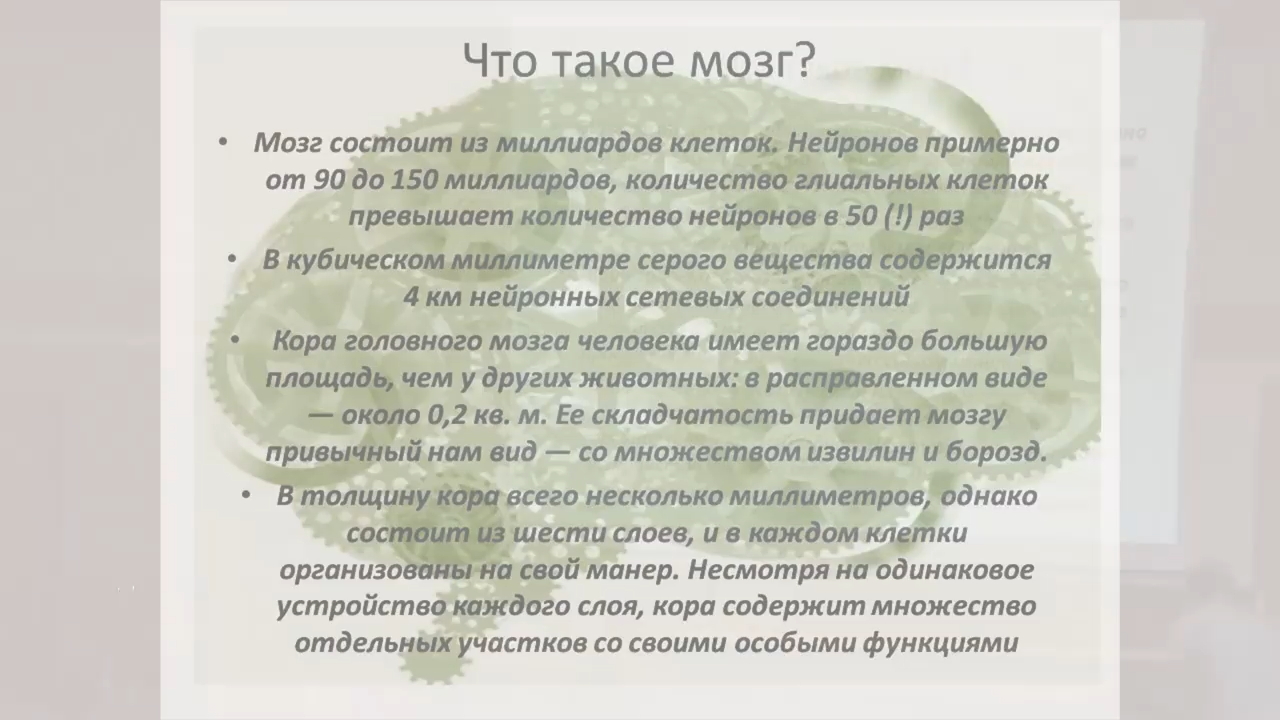 Что такое мозг?
• Мозг состоит из миллиардов клеток. Нейронов примерно
от 90 до 150 миллиардов, количество глиальных клеток
превышает количество нейронов в 50 (!) раз
• В кубическом миллиметре серого вещества содержится
4 км нейронных сетевых соединений
• Кора головного мозга человека имеет гораздо большую
площадь, чем у других животных: в расправленном виде
— около 0,2 кв. м. Ее складчатость придает мозгу
привычный нам вид — со множеством извилин и борозд.
• В толщину кора всего несколько миллиметров, однако
состоит из шести слоев, и в каждом клетки
организованы на свой манер. Несмотря на одинаковое
устройство каждого слоя, кора содержит множество
отдельных участков со своими особыми функциями